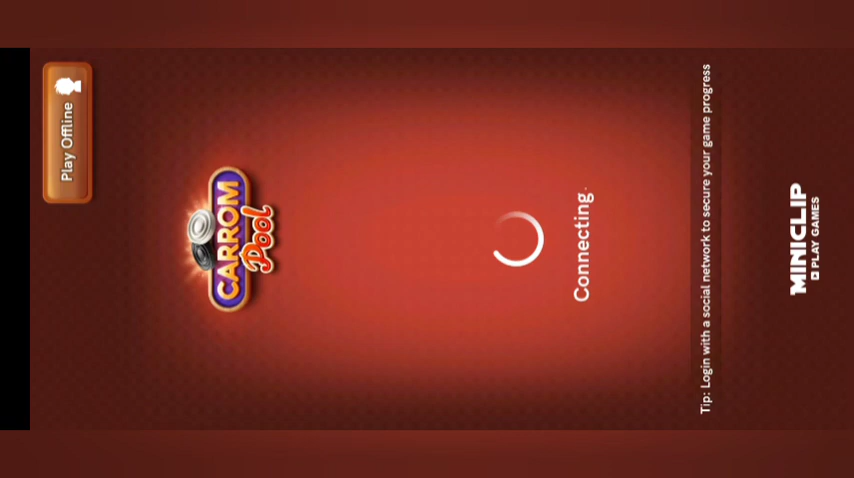 Play Offline
CARROM
Pool
Connecting.
Tip: Login with a social network to secure your game progress
MINICLIP
PLAY GAMES